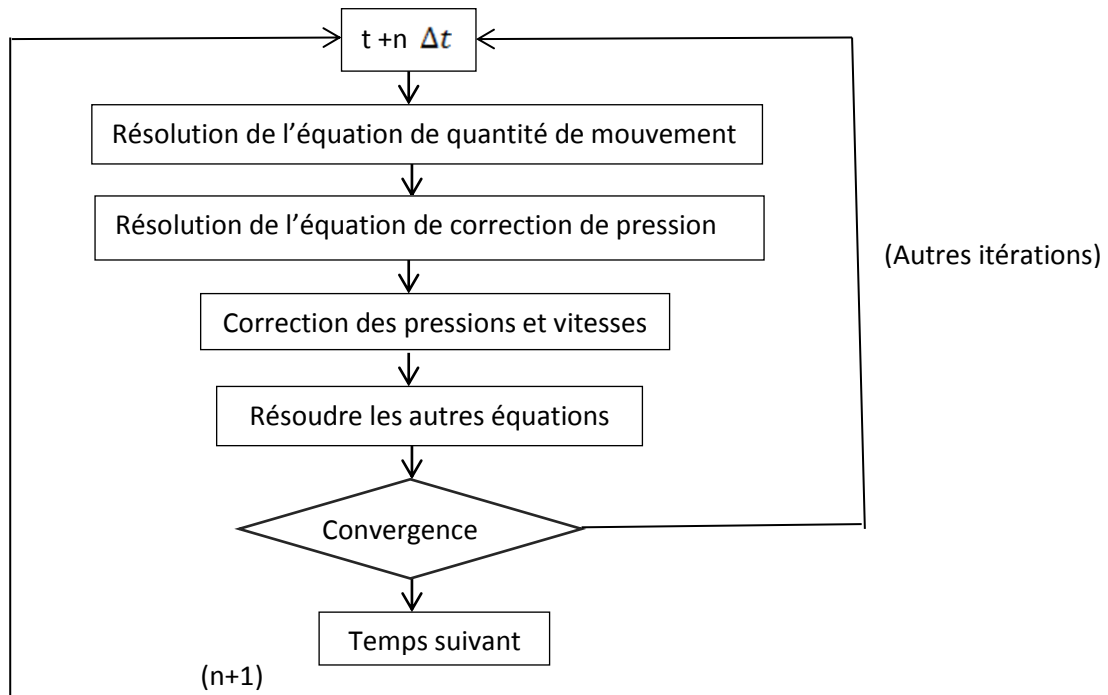 t +n Δt
Résolution de l’équation de quantité de mouvement
Résolution de l’équation de correction de pression
(Autres itérations)
Correction des pressions et vitesses
Résoudre les autres équations
Convergence
Temps suivant
(n+1)